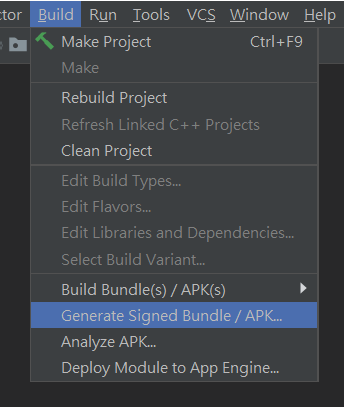 ctor Build Run Tools VCS Window Help
Make Project Ctrl+F9
Make
Rebuild Project
Refresh Linked C++ Projects
Clean Project
Edit Build Types...
Edit Flavors...
Edit Libraries and Dependencies...
Select Build Variant...
Build Bundle(s) / APK(s)
Generate Signed Bundle / APK...
Analyze APK...
Deploy Module to App Engine...